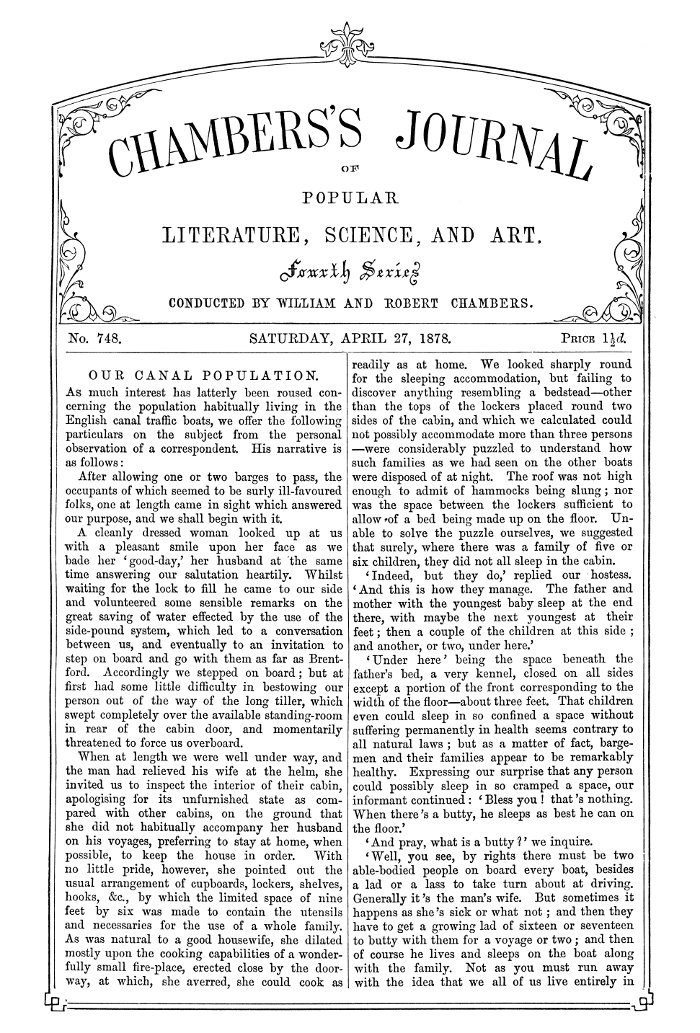 CHAMBERS'S JOURNAL
OF
POPULAR
LITERATURE, SCIENCE, AND ART.
Fourth Series
CONDUCTED BY WILLIAM AND ROBERT CHAMBERS.
No. 748.
SATURDAY, APRIL 27, 1878.
PRICE 1½d.
OUR CANAL POPULATION.
As much interest has latterly been roused con-
cerning the population habitually living in the
English canal traffic boats, we offer the following
particulars on the subject from the personal
observation of a correspondent. His narrative is
as follows:
After allowing one or two barges to pass, the
occupants of which seemed to be surly ill-favoured
folks, one at length came in sight which answered
our purpose, and we shall begin with it.
A cleanly dressed woman looked up at us
with a pleasant smile upon her face as we
bade her ‘good-day,’ her husband at the same
time answering our salutation heartily. Whilst
waiting for the lock to fill he came to our side
and volunteered some sensible remarks on the
great saving of water effected by the use of the
side-pound system, which led to a conversation
between us, and eventually to an invitation to
step on board and go with them as far as Brent-
ford. Accordingly we stepped on board; but at
first had some little difficulty in bestowing our
person out of the way of the long tiller, which
swept completely over the available standing-room
in rear of the cabin door, and momentarily
threatened to force us overboard.
When at length we were well under way, and
the man had relieved his wife at the helm, she
invited us to inspect the interior of their cabin,
apologising for its unfurnished state as com-
pared with other cabins, on the ground that
she did not habitually accompany her husband
on his voyages, preferring to stay at home, when
possible, to keep the house in order. With
no little pride, however, she pointed out the
usual arrangement of cupboards, lockers, shelves,
hooks, &c., by which the limited space of nine
feet by six was made to contain the utensils
and necessaries for the use of a whole family.
As was natural to a good housewife, she dilated
mostly upon the cooking capabilities of a wonder-
fully small fire-place, erected close by the door-
way, at which, she averred, she could cook as
readily as at home. We looked sharply round
for the sleeping accommodation, but failing to
discover anything resembling a bedstead—other
than the tops of the lockers placed round two
sides of the cabin, and which we calculated could
not possibly accommodate more than three persons
—were considerably puzzled to understand how
such families as we had seen on the other boats
were disposed of at night. The roof was not high
enough to admit of hammocks being slung; nor
was the space between the lockers sufficient to
allow of a bed being made up on the floor. Un-
able to solve the puzzle ourselves, we suggested
that surely, where there was a family of five or
six children, they did not all sleep in the cabin.
‘Indeed, but they do,’ replied our hostess.
‘And this is how they manage. The father and
mother with the youngest baby sleep at the end
there, with maybe the next youngest at their
feet; then a couple of the children at this side;
and another, or two, under here.’
‘Under here’ being the space beneath the
father's bed, a very kennel, closed on all sides
except a portion of the front corresponding to the
width of the floor—about three feet. That children
even could sleep in so confined a space without
suffering permanently in health seems contrary to
all natural laws; but as a matter of fact, barge-
men and their families appear to be remarkably
healthy. Expressing our surprise that any person
could possibly sleep in so cramped a space, our
informant continued: ‘Bless you! that's nothing.
When there's a butty, he sleeps as best he can on
the floor.’
‘And pray, what is a butty?’ we inquire.
‘Well, you see, by rights there must be two
able-bodied people on board every boat, besides
a lad or a lass to take turn about at driving.
Generally it's the man's wife. But sometimes it
happens as she's sick or what not; and then they
have to get a growing lad of sixteen or seventeen
to butty with them for a voyage or two; and then
of course he lives and sleeps on the boat along
with the family. Not as you must run away
with the idea that we all of us live entirely in